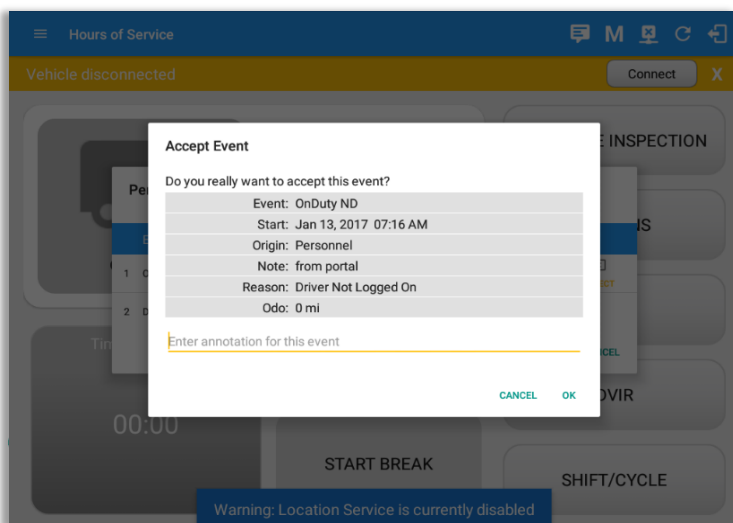 Hours of Service
M
Vehicle disconnected
Connect
X
Accept Event
Do you really want to accept this event?
Event: OnDuty ND
Start: Jan 13, 2017 07:16 AM
Origin: Personnel
Note: from portal
Reason: Driver Not Logged On
Odo: 0 mi
Enter annotation for this event
CANCEL OK
INSPECTION
1
2
00:00
START BREAK
SHIFT/CYCLE
Warning: Location Service is currently disabled